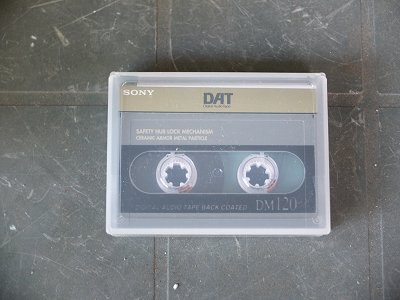 SONY
DAT
Digital Audio Tape
SAFETY HUB LOCK MECHANISM
CERAMIC ARMOR METAL PARTICLE
DIGITAL AUDIO TAPE BACK COATED
DM120